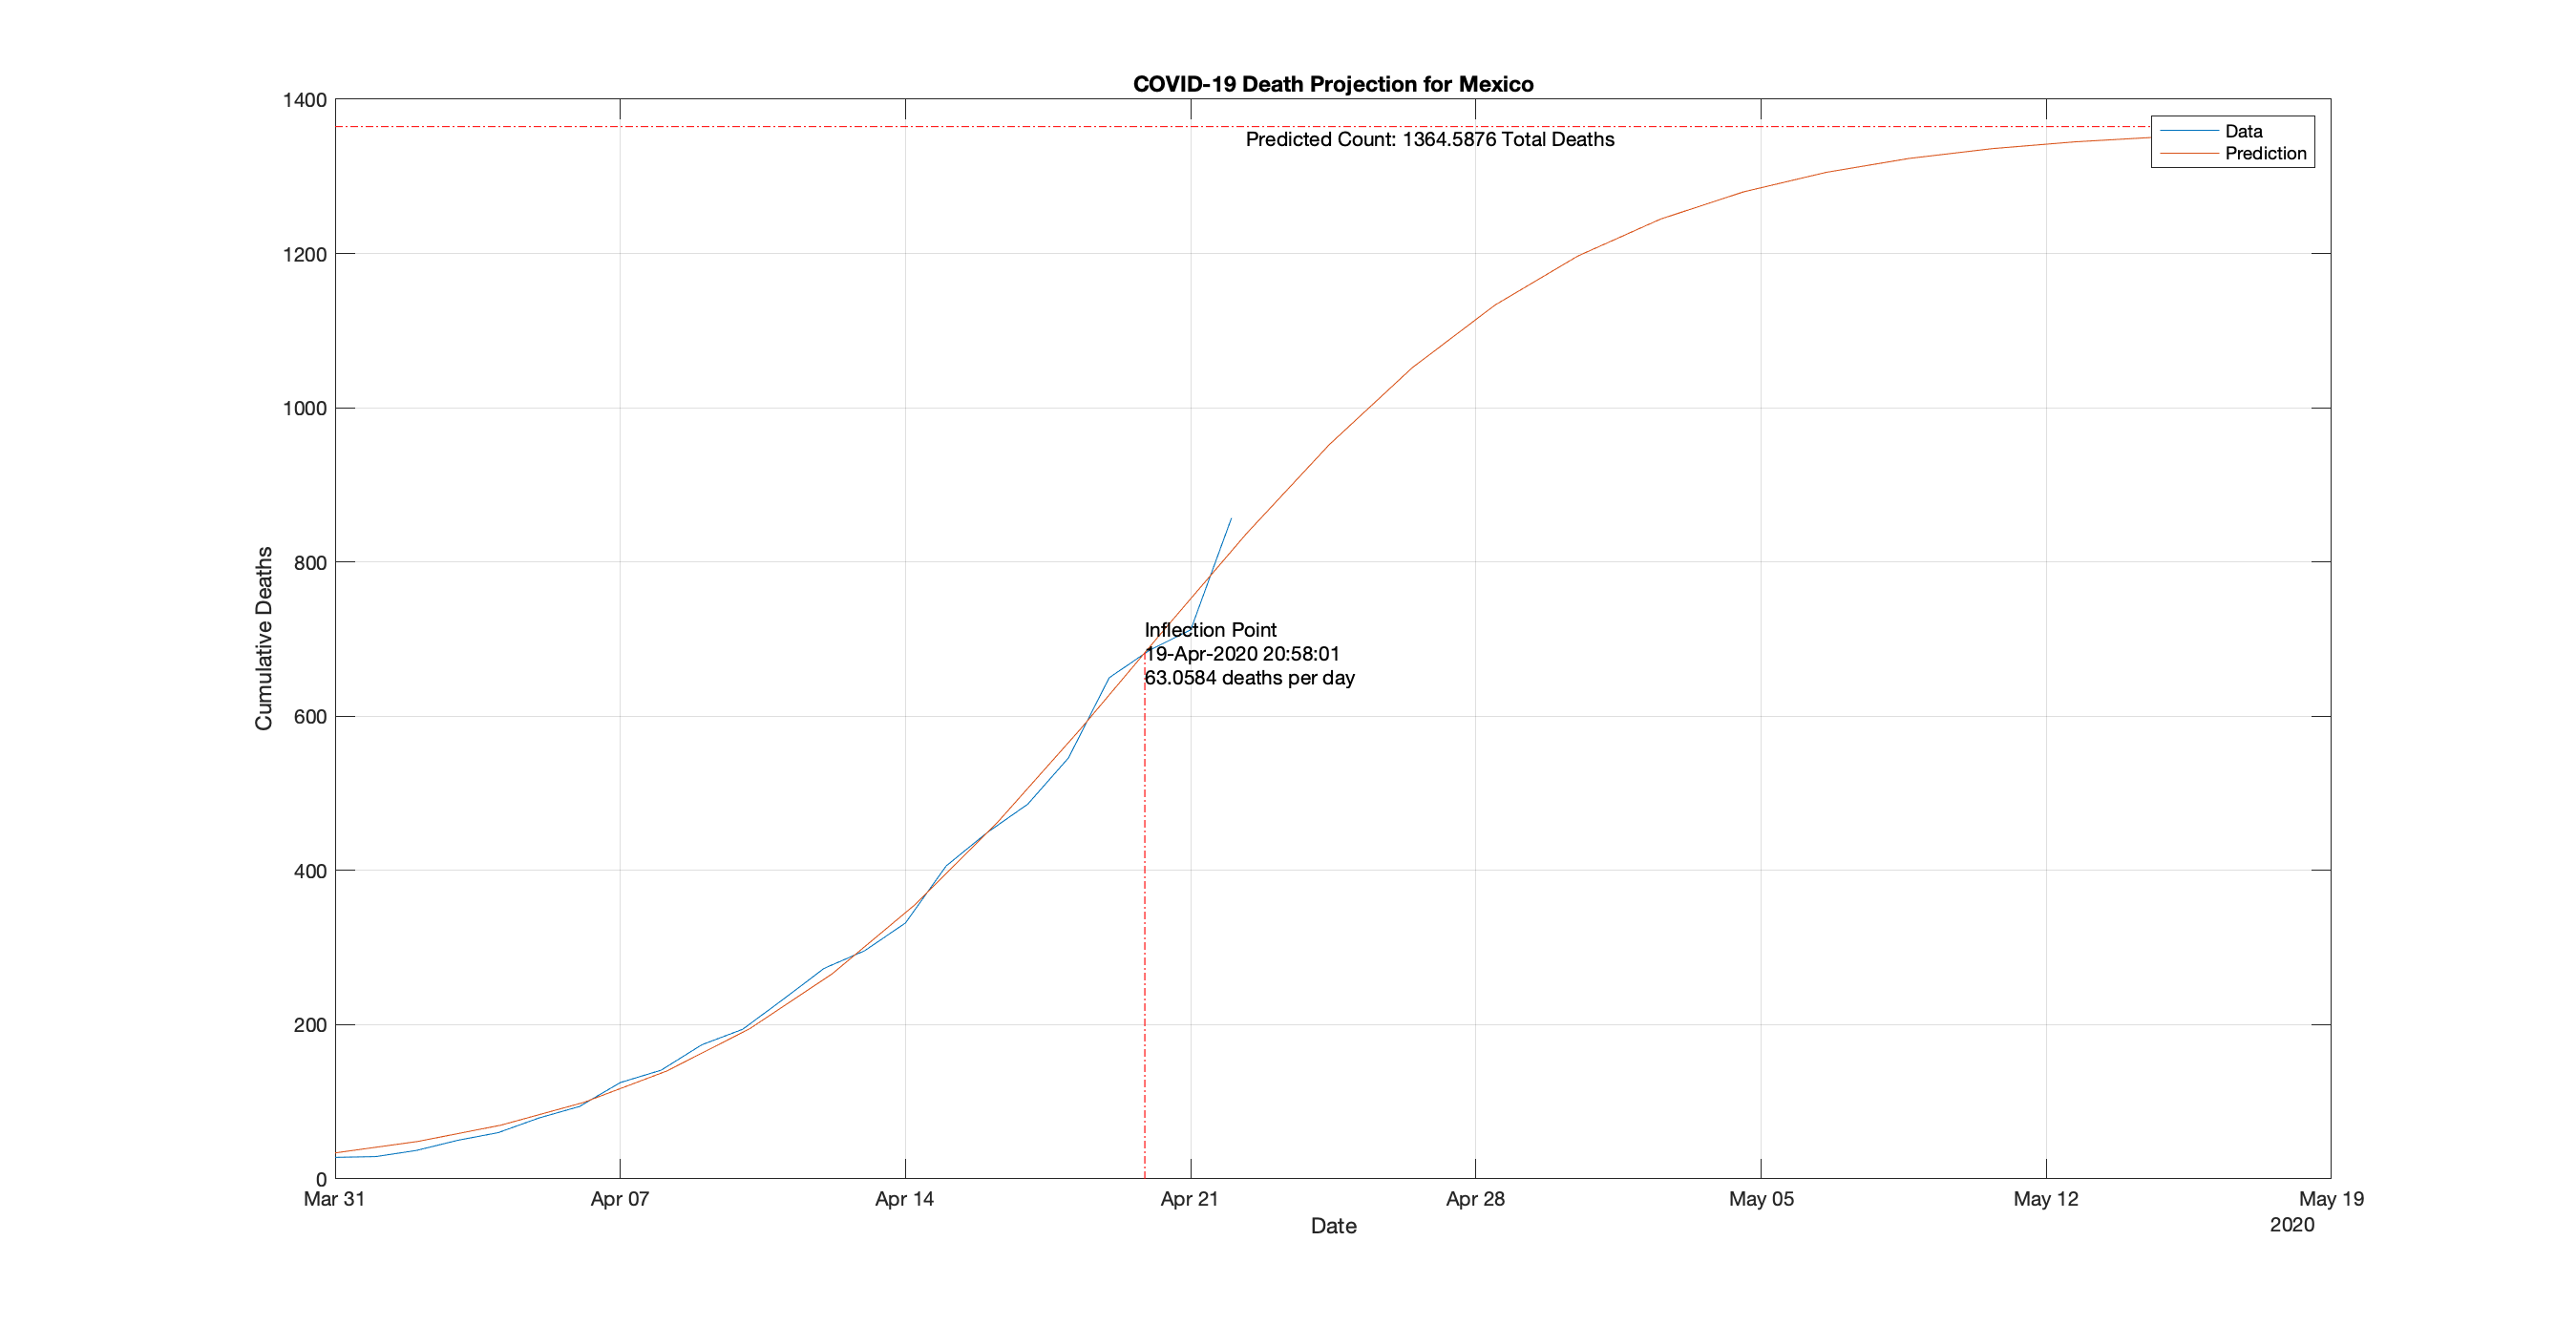 COVID-19 Death Projection for Mexico
1400
1200
1000
800
600
400
200
0
Cumulative Deaths
Predicted Count: 1364.5876 Total Deaths
Data
Prediction
Inflection Point
19-Apr-2020 20:58:01
63.0584 deaths per day
Mar 31
Apr 07
Apr 14
Apr 21
Apr 28
May 05
May 12
May 19
Date
2020